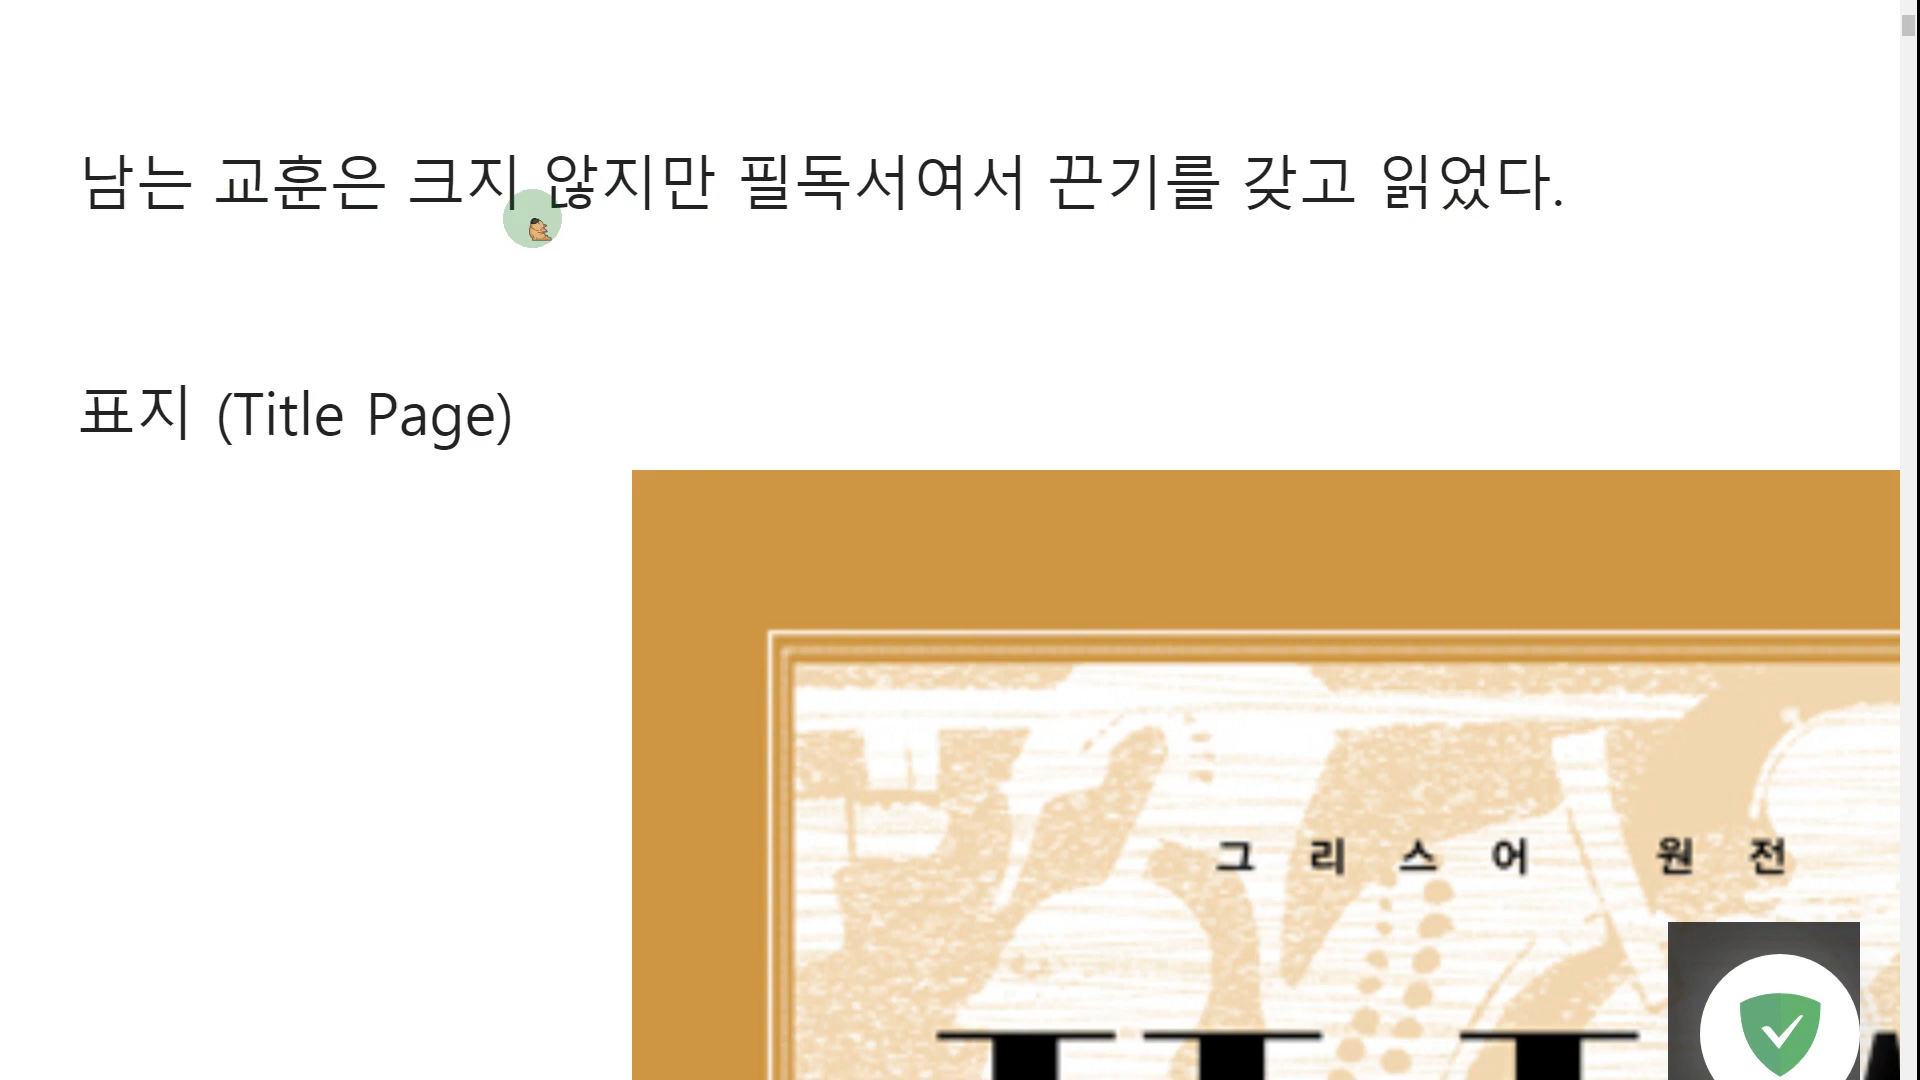 남는 교훈은 크지 않지만 필독서여서 끈기를 갖고 읽었다.
표지 (Title Page)
그리스어 원전